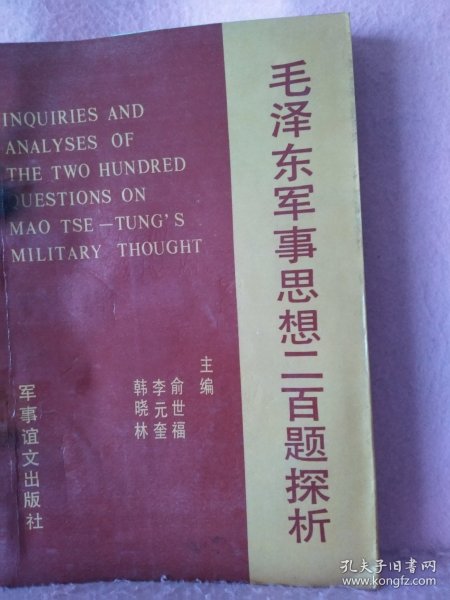 毛泽东军事思想二百题探析
INQUIRIES AND
ANALYSES OF
THE TWO HUNDRED
QUESTIONS ON
MAO TSE—TUNG'S
MILITARY THOUGHT
主编
俞世福
李元奎
韩晓林
军事谊文出版社
孔夫子旧书网
www.kongfz.com